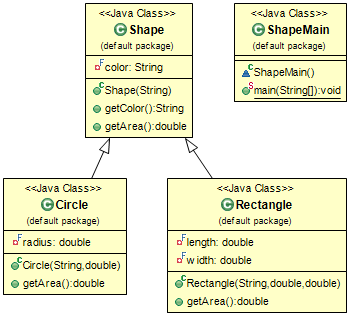 <<Java Class>>
Shape
(default package)
color: String
Shape(String)
getColor():String
getArea():double
<<Java Class>>
ShapeMain
(default package)
ShapeMain()
main(String[]):void
<<Java Class>>
Circle
(default package)
radius: double
Circle(String,double)
getArea():double
<<Java Class>>
Rectangle
(default package)
length: double
width: double
Rectangle(String,double,double)
getArea():double